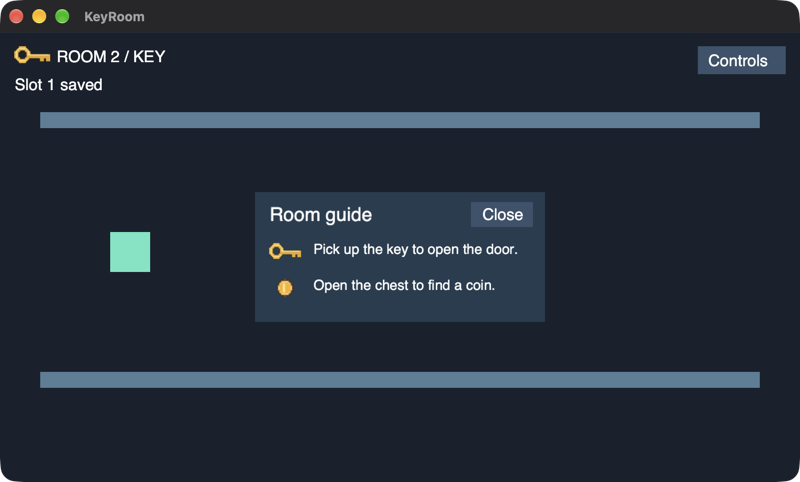 KeyRoom
ROOM 2 / KEY
Controls
Slot 1 saved
Room guide
Close
Pick up the key to open the door.
Open the chest to find a coin.